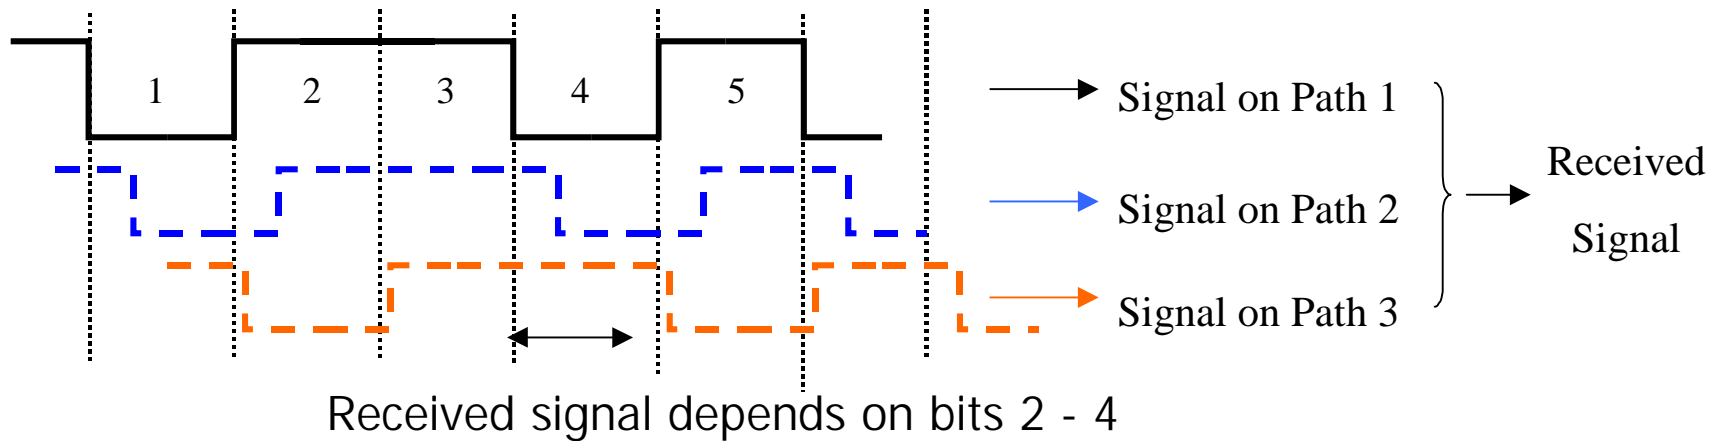 1 2 3 4 5
Signal on Path 1
Signal on Path 2
Signal on Path 3
Received
Signal
Received signal depends on bits 2 - 4